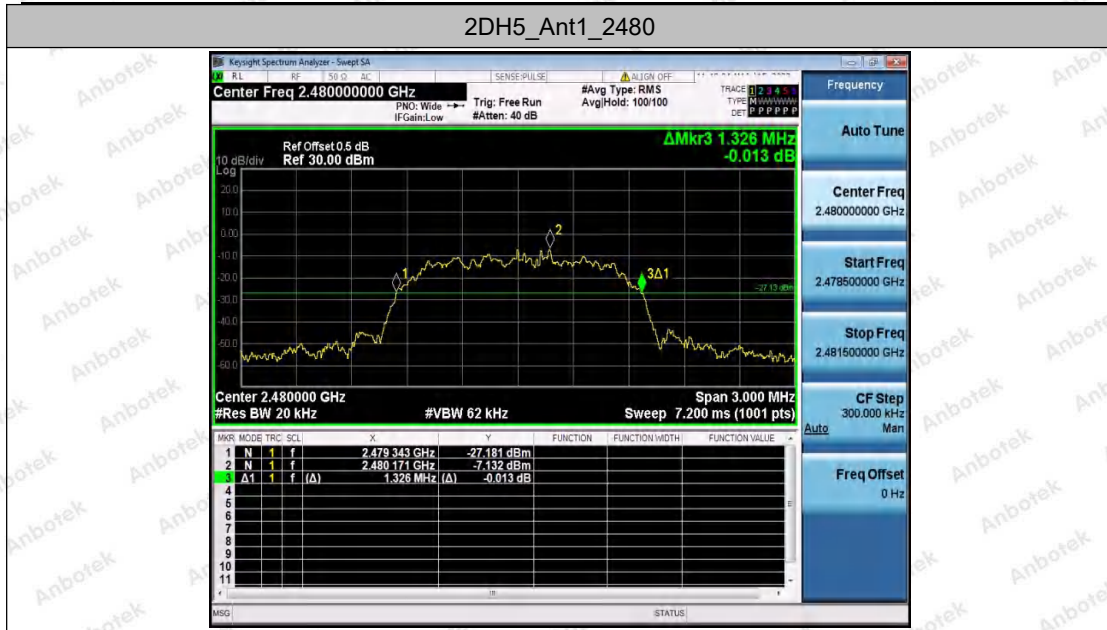 2DH5_Ant1_2480
Keysight Spectrum Analyzer - Swept SA
RL RF 50 Ω AC SENSE:PULSE ALIGN OFF
Center Freq 2.480000000 GHz
PNO: Wide
IFGain:Low
Trig: Free Run
#Atten: 40 dB
#Avg Type: RMS
Avg|Hold: 100/100
TRACE 1 2 3 4 5 6
TYPE M WWWWW
DET P P P P P P
ΔMkr3 1.326 MHz
-0.013 dB
Ref Offset 0.5 dB
10 dB/div Ref 30.00 dBm
Log
20.0
10.0
0.00
-10.0
-20.0
-30.0
-40.0
-50.0
-60.0
1
2
3Δ1
-27.13 dBm
Center 2.480000 GHz Span 3.000 MHz
#Res BW 20 kHz #VBW 62 kHz Sweep 7.200 ms (1001 pts)
MKR MODE TRC SCL X Y FUNCTION FUNCTION WIDTH FUNCTION VALUE
1 N 1 f 2.479 343 GHz -27.181 dBm
2 N 1 f 2.480 171 GHz -7.132 dBm
3 Δ1 1 f (Δ) 1.326 MHz (Δ) -0.013 dB
4
5
6
7
8
9
10
11
MSG STATUS
Frequency
Auto Tune
Center Freq
2.480000000 GHz
Start Freq
2.478500000 GHz
Stop Freq
2.481500000 GHz
CF Step
300.000 kHz
Auto Man
Freq Offset
0 Hz
Anbotek